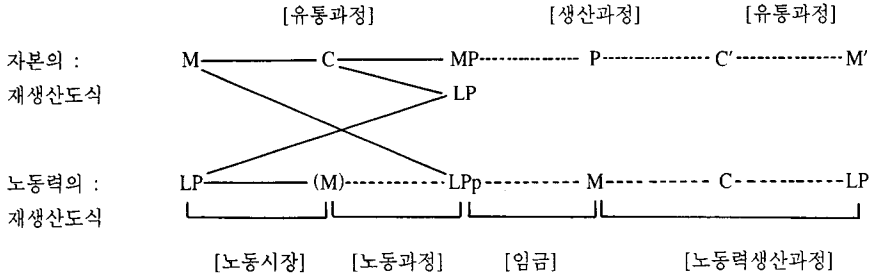 [유통과정] [생산과정] [유통과정]
자본의 : M C MP P C′ M′
재생산도식 LP
노동력의 : LP (M) LPp M C LP
재생산도식
[노동시장] [노동과정] [임금] [노동력생산과정]